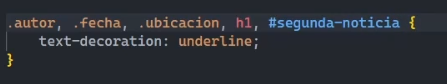 .autor, .fecha, .ubicacion, h1, #segunda-noticia {
    text-decoration: underline;
}